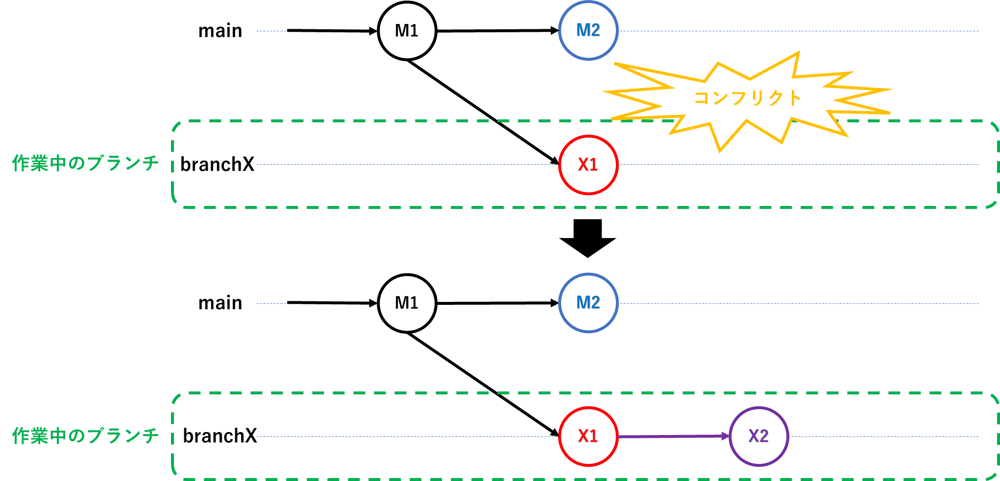 main
M1
M2
コンフリクト
作業中のブランチ
branchX
X1
main
M1
M2
作業中のブランチ
branchX
X1
X2